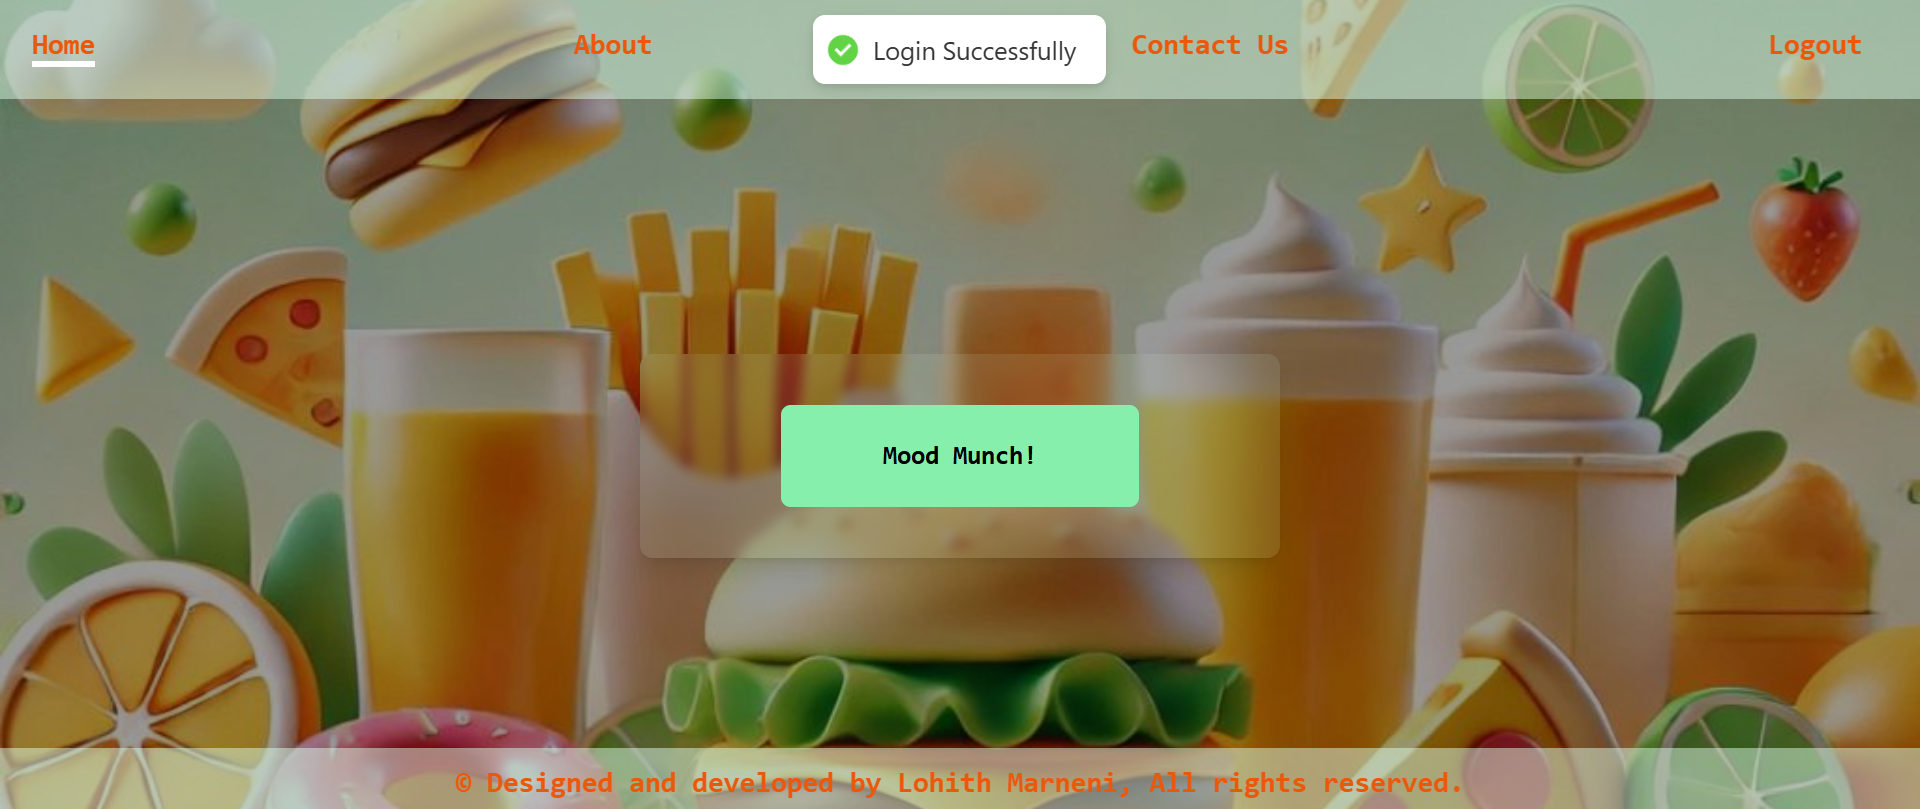 Home
About
Login Successfully
Contact Us
Logout
Mood Munch!
© Designed and developed by Lohith Marneni, All rights reserved.